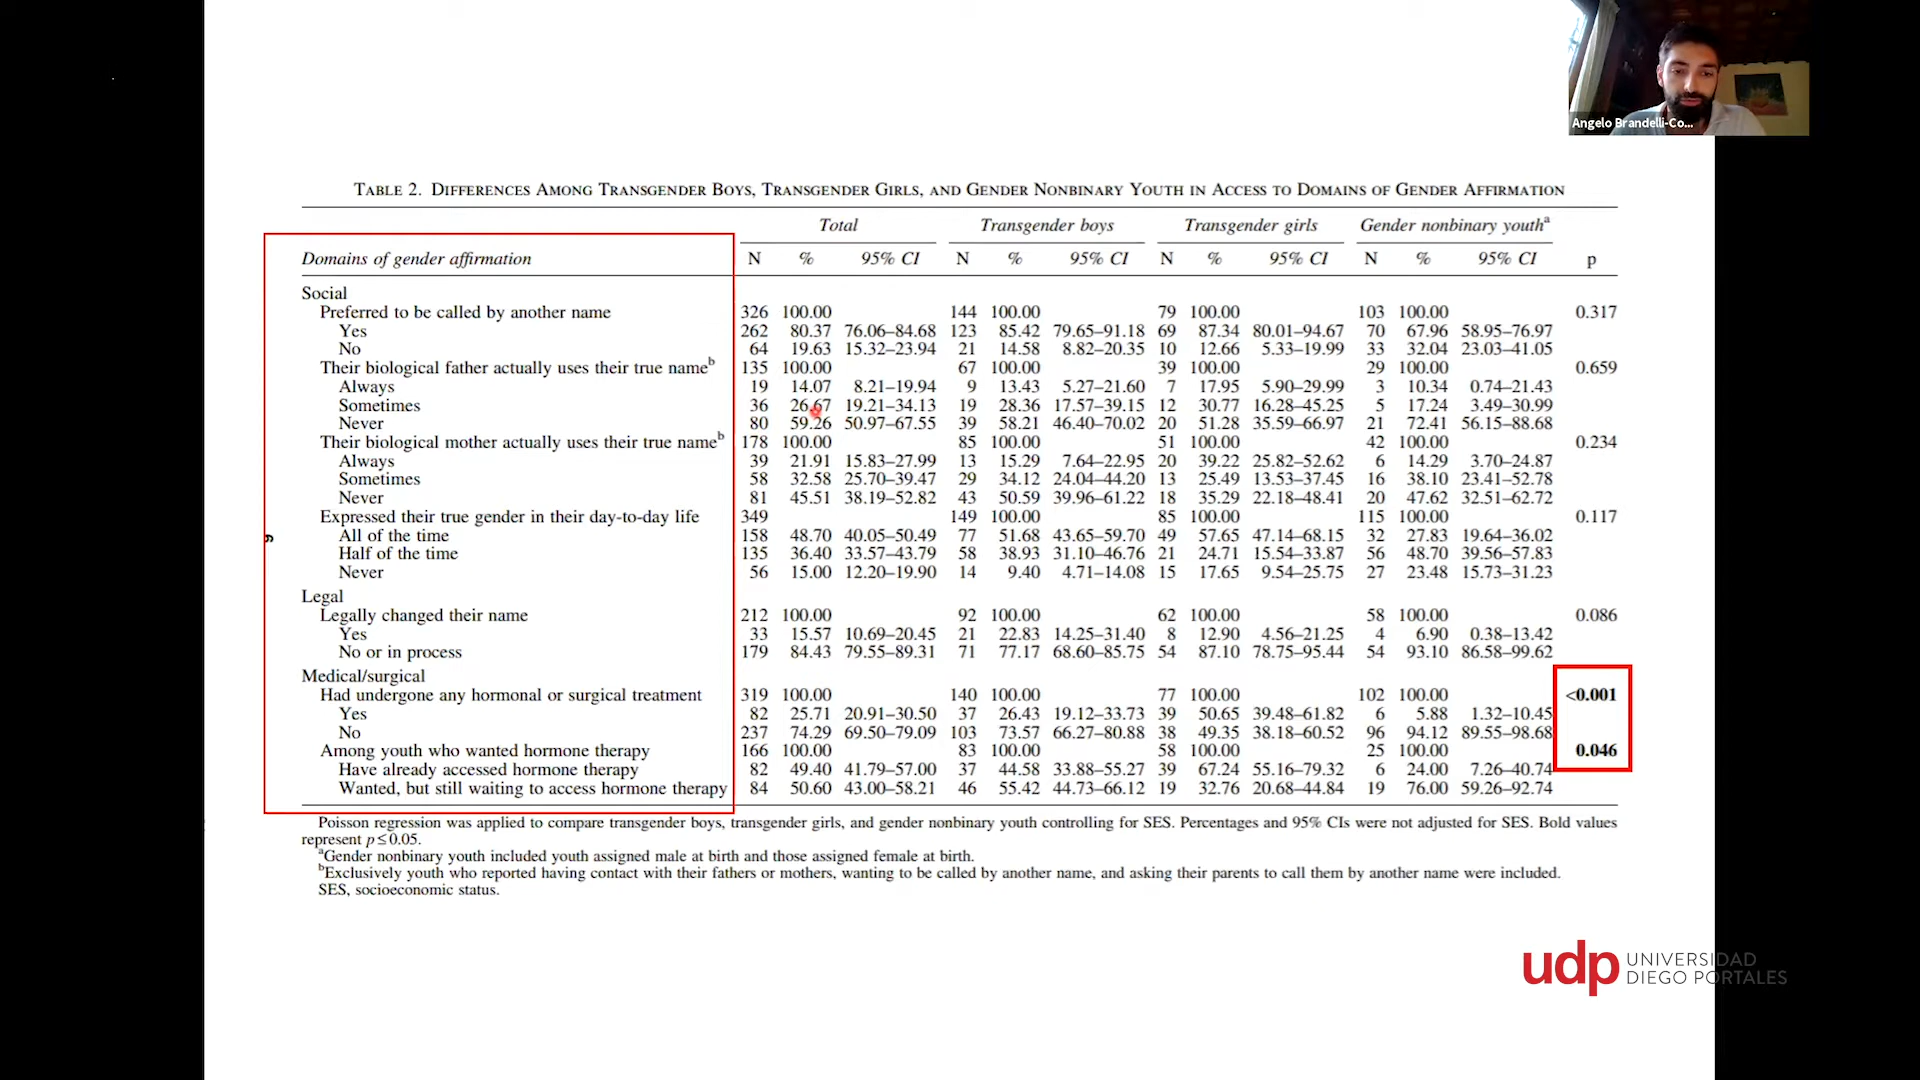 Angelo Brandelli-Co...
TABLE 2. DIFFERENCES AMONG TRANSGENDER BOYS, TRANSGENDER GIRLS, AND GENDER NONBINARY YOUTH IN ACCESS TO DOMAINS OF GENDER AFFIRMATION
Total Transgender boys Transgender girls Gender nonbinary youth^a
Domains of gender affirmation N % 95% CI N % 95% CI N % 95% CI N % 95% CI p
Social
Preferred to be called by another name 326 100.00 144 100.00 79 100.00 103 100.00 0.317
Yes 262 80.37 76.06–84.68 123 85.42 79.65–91.18 69 87.34 80.01–94.67 70 67.96 58.95–76.97
No 64 19.63 15.32–23.94 21 14.58 8.82–20.35 10 12.66 5.33–19.99 33 32.04 23.03–41.05
Their biological father actually uses their true name^b 135 100.00 67 100.00 39 100.00 29 100.00 0.659
Always 19 14.07 8.21–19.94 9 13.43 5.27–21.60 7 17.95 5.90–29.99 3 10.34 0.74–21.43
Sometimes 36 26.67 19.21–34.13 19 28.36 17.57–39.15 12 30.77 16.28–45.25 5 17.24 3.49–30.99
Never 80 59.26 50.97–67.55 39 58.21 46.40–70.02 20 51.28 35.59–66.97 21 72.41 56.15–88.68
Their biological mother actually uses their true name^b 178 100.00 85 100.00 51 100.00 42 100.00 0.234
Always 39 21.91 15.83–27.99 13 15.29 7.64–22.95 20 39.22 25.82–52.62 6 14.29 3.70–24.87
Sometimes 58 32.58 25.70–39.47 29 34.12 24.04–44.20 13 25.49 13.53–37.45 16 38.10 23.41–52.78
Never 81 45.51 38.19–52.82 43 50.59 39.96–61.22 18 35.29 22.18–48.41 20 47.62 32.51–62.72
Expressed their true gender in their day-to-day life 349 149 100.00 85 100.00 115 100.00 0.117
All of the time 158 48.70 40.05–50.49 77 51.68 43.65–59.70 49 57.65 47.14–68.15 32 27.83 19.64–36.02
Half of the time 135 36.40 33.57–43.79 58 38.93 31.10–46.76 21 24.71 15.54–33.87 56 48.70 39.56–57.83
Never 56 15.00 12.20–19.90 14 9.40 4.71–14.08 15 17.65 9.54–25.75 27 23.48 15.73–31.23
Legal
Legally changed their name 212 100.00 92 100.00 62 100.00 58 100.00 0.086
Yes 33 15.57 10.69–20.45 21 22.83 14.25–31.40 8 12.90 4.56–21.25 4 6.90 0.38–13.42
No or in process 179 84.43 79.55–89.31 71 77.17 68.60–85.75 54 87.10 78.75–95.44 54 93.10 86.58–99.62
Medical/surgical
Had undergone any hormonal or surgical treatment 319 100.00 140 100.00 77 100.00 102 100.00 <0.001
Yes 82 25.71 20.91–30.50 37 26.43 19.12–33.73 39 50.65 39.48–61.82 6 5.88 1.32–10.45
No 237 74.29 69.50–79.09 103 73.57 66.27–80.88 38 49.35 38.18–60.52 96 94.12 89.55–98.68
Among youth who wanted hormone therapy 166 100.00 83 100.00 58 100.00 25 100.00 0.046
Have already accessed hormone therapy 82 49.40 41.79–57.00 37 44.58 33.88–55.27 39 67.24 55.16–79.32 6 24.00 7.26–40.74
Wanted, but still waiting to access hormone therapy 84 50.60 43.00–58.21 46 55.42 44.73–66.12 19 32.76 20.68–44.84 19 76.00 59.26–92.74
Poisson regression was applied to compare transgender boys, transgender girls, and gender nonbinary youth controlling for SES. Percentages and 95% CIs were not adjusted for SES. Bold values
represent p≤0.05.
^aGender nonbinary youth included youth assigned male at birth and those assigned female at birth.
^bExclusively youth who reported having contact with their fathers or mothers, wanting to be called by another name, and asking their parents to call them by another name were included.
SES, socioeconomic status.
udp UNIVERSIDAD
DIEGO PORTALES